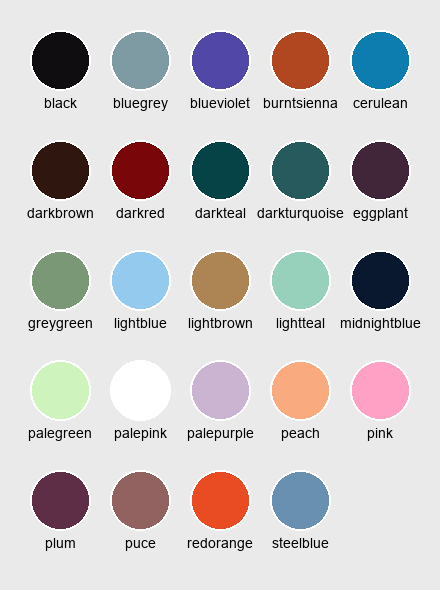 black bluegrey blueviolet burntsienna cerulean
darkbrown darkred darkteal darkturquoise eggplant
greygreen lightblue lightbrown lightteal midnightblue
palegreen palepink palepurple peach pink
plum puce redorange steelblue